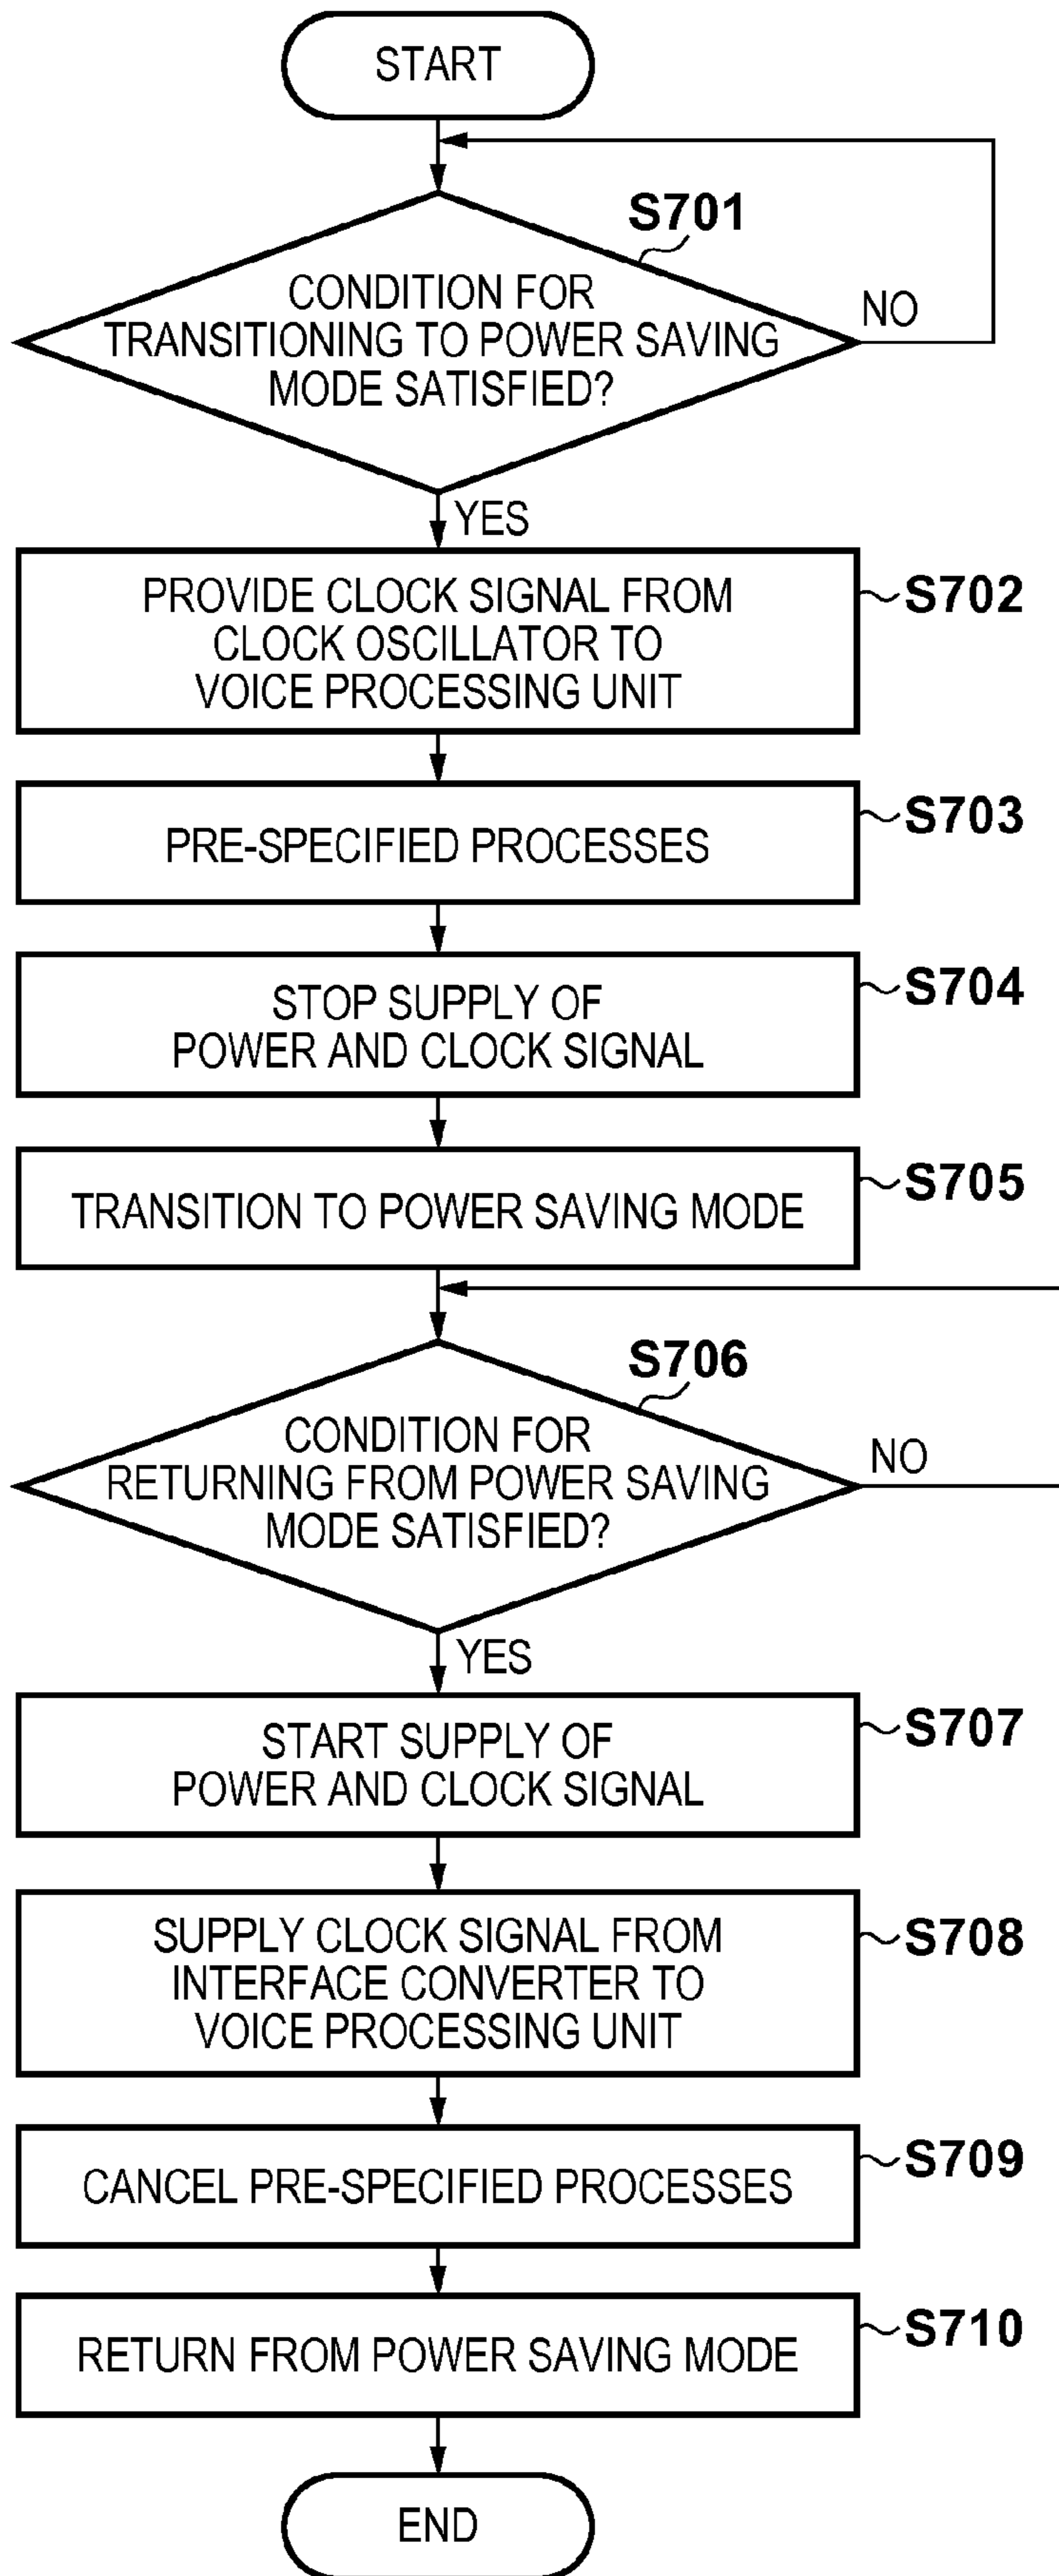 START
S701
CONDITION FOR
TRANSITIONING TO POWER SAVING
MODE SATISFIED?
NO
YES
PROVIDE CLOCK SIGNAL FROM
CLOCK OSCILLATOR TO
VOICE PROCESSING UNIT
S702
PRE-SPECIFIED PROCESSES
S703
STOP SUPPLY OF
POWER AND CLOCK SIGNAL
S704
TRANSITION TO POWER SAVING MODE
S705
S706
CONDITION FOR
RETURNING FROM POWER SAVING
MODE SATISFIED?
NO
YES
START SUPPLY OF
POWER AND CLOCK SIGNAL
S707
SUPPLY CLOCK SIGNAL FROM
INTERFACE CONVERTER TO
VOICE PROCESSING UNIT
S708
CANCEL PRE-SPECIFIED PROCESSES
S709
RETURN FROM POWER SAVING MODE
S710
END